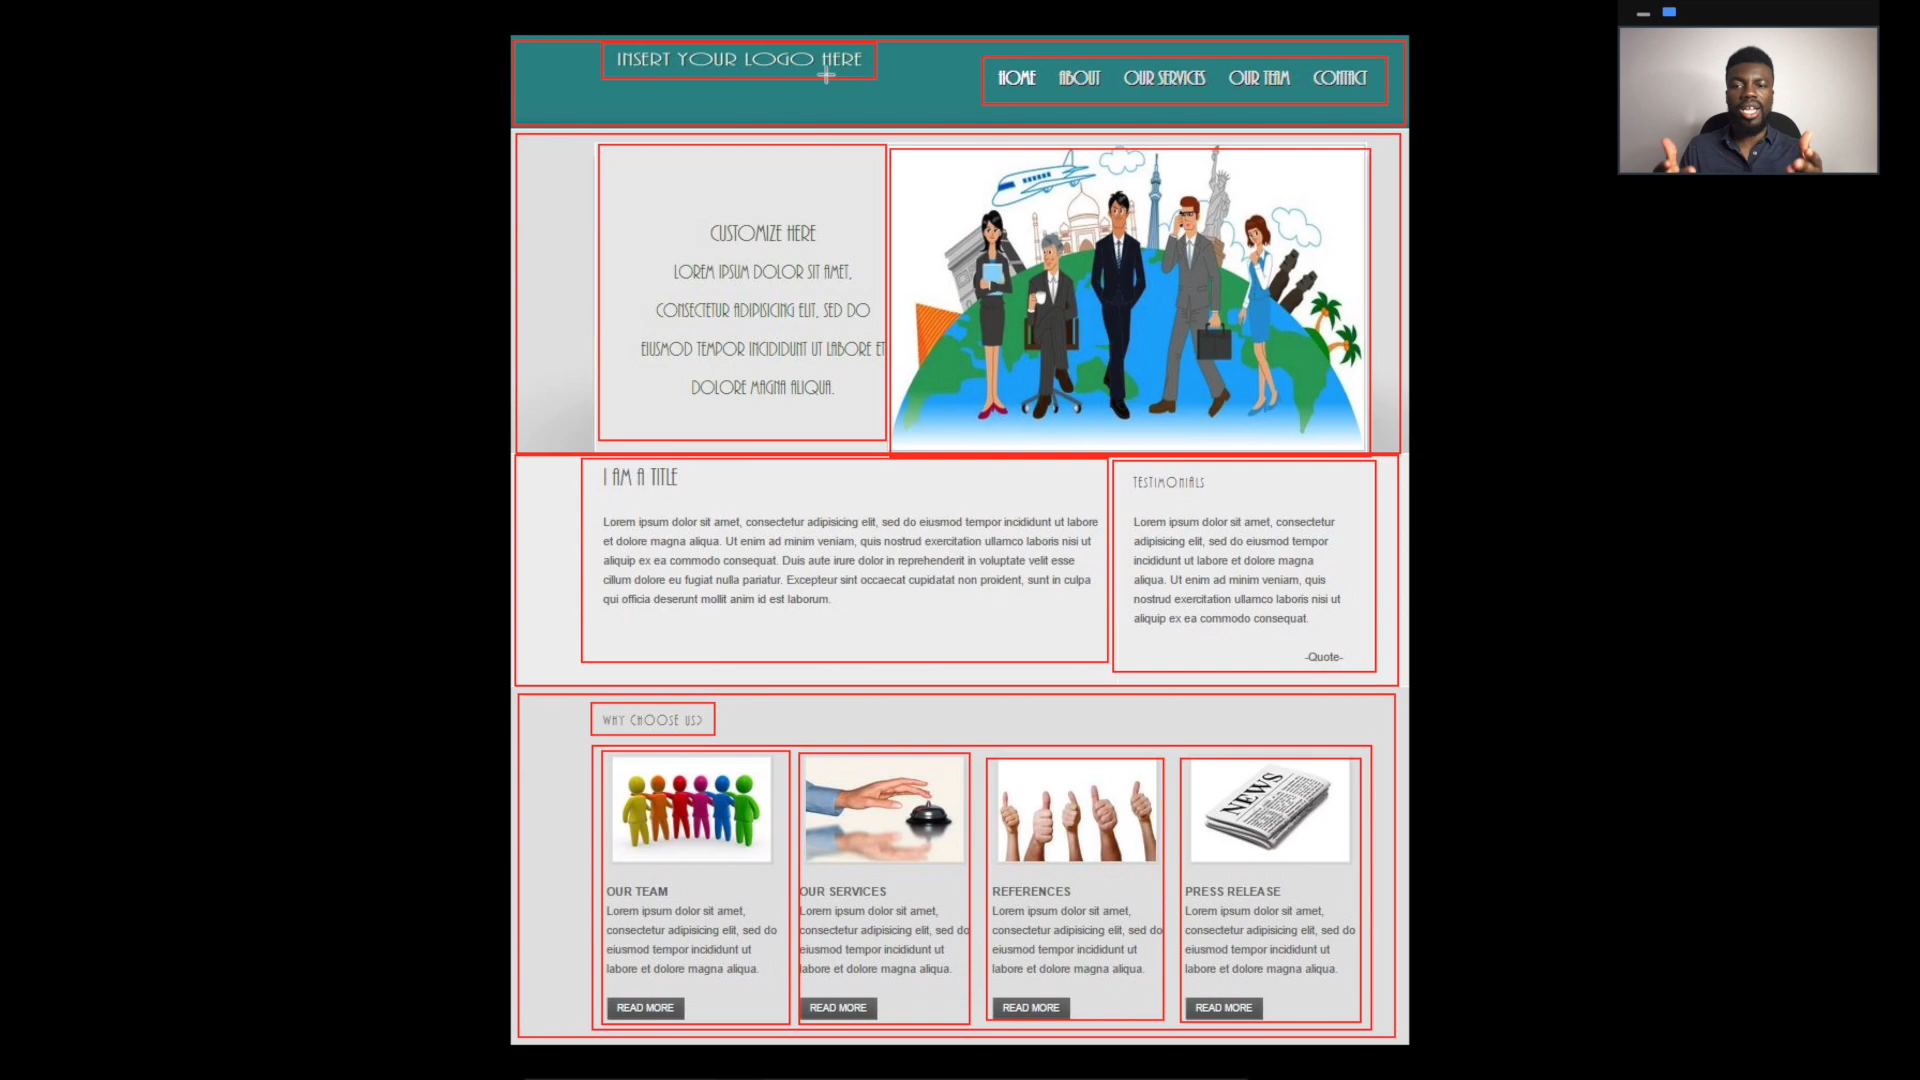 INSERT YOUR LOGO HERE
HOME ABOUT OUR SERVICES OUR TEAM CONTACT
CUSTOMIZE HERE
LOREM IPSUM DOLOR SIT AMET,
CONSECTETUR ADIPISICING ELIT, SED DO
EIUSMOD TEMPOR INCIDIDUNT UT LABORE ET
DOLORE MAGNA ALIQUA.
I AM A TITLE
Lorem ipsum dolor sit amet, consectetur adipisicing elit, sed do eiusmod tempor incididunt ut labore
et dolore magna aliqua. Ut enim ad minim veniam, quis nostrud exercitation ullamco laboris nisi ut
aliquip ex ea commodo consequat. Duis aute irure dolor in reprehenderit in voluptate velit esse
cillum dolore eu fugiat nulla pariatur. Excepteur sint occaecat cupidatat non proident, sunt in culpa
qui officia deserunt mollit anim id est laborum.
TESTIMONIALS
Lorem ipsum dolor sit amet, consectetur
adipisicing elit, sed do eiusmod tempor
incididunt ut labore et dolore magna
aliqua. Ut enim ad minim veniam, quis
nostrud exercitation ullamco laboris nisi ut
aliquip ex ea commodo consequat.
-Quote-
WHY CHOOSE US?
OUR TEAM
Lorem ipsum dolor sit amet,
consectetur adipisicing elit, sed do
eiusmod tempor incididunt ut
labore et dolore magna aliqua.
READ MORE
OUR SERVICES
Lorem ipsum dolor sit amet,
consectetur adipisicing elit, sed do
eiusmod tempor incididunt ut
labore et dolore magna aliqua.
READ MORE
REFERENCES
Lorem ipsum dolor sit amet,
consectetur adipisicing elit, sed do
eiusmod tempor incididunt ut
labore et dolore magna aliqua.
READ MORE
NEWS
PRESS RELEASE
Lorem ipsum dolor sit amet,
consectetur adipisicing elit, sed do
eiusmod tempor incididunt ut
labore et dolore magna aliqua.
READ MORE